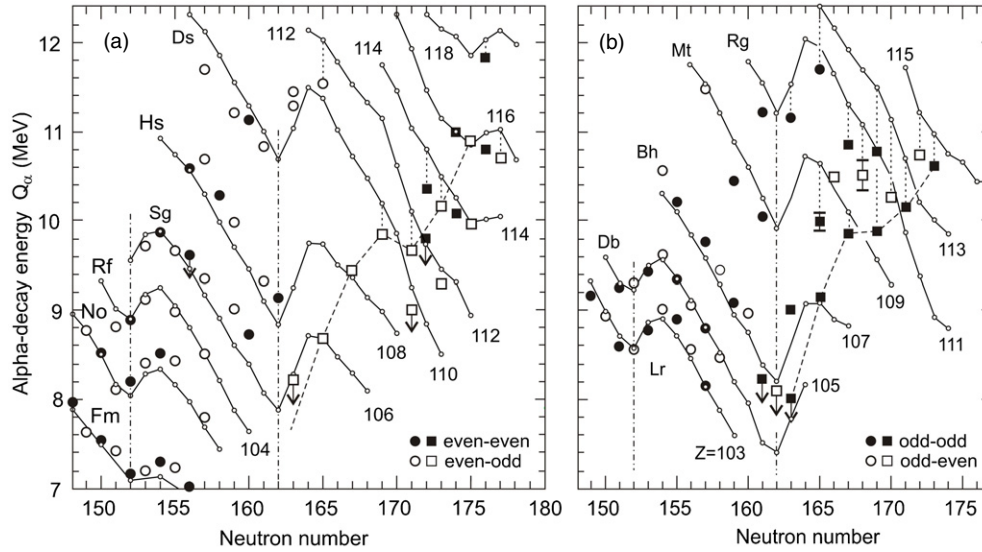 (a)
Ds
112
114
118
Hs
116
Sg
Rf
No
Fm
114
112
110
108
106
104
even-even
even-odd
12
11
10
9
8
7
Alpha-decay energy Qα (MeV)
150 155 160 165 170 175 180
Neutron number
(b)
Mt
Rg
115
Bh
Db
Lr
113
111
109
107
105
Z=103
odd-odd
odd-even
150 155 160 165 170 175
Neutron number